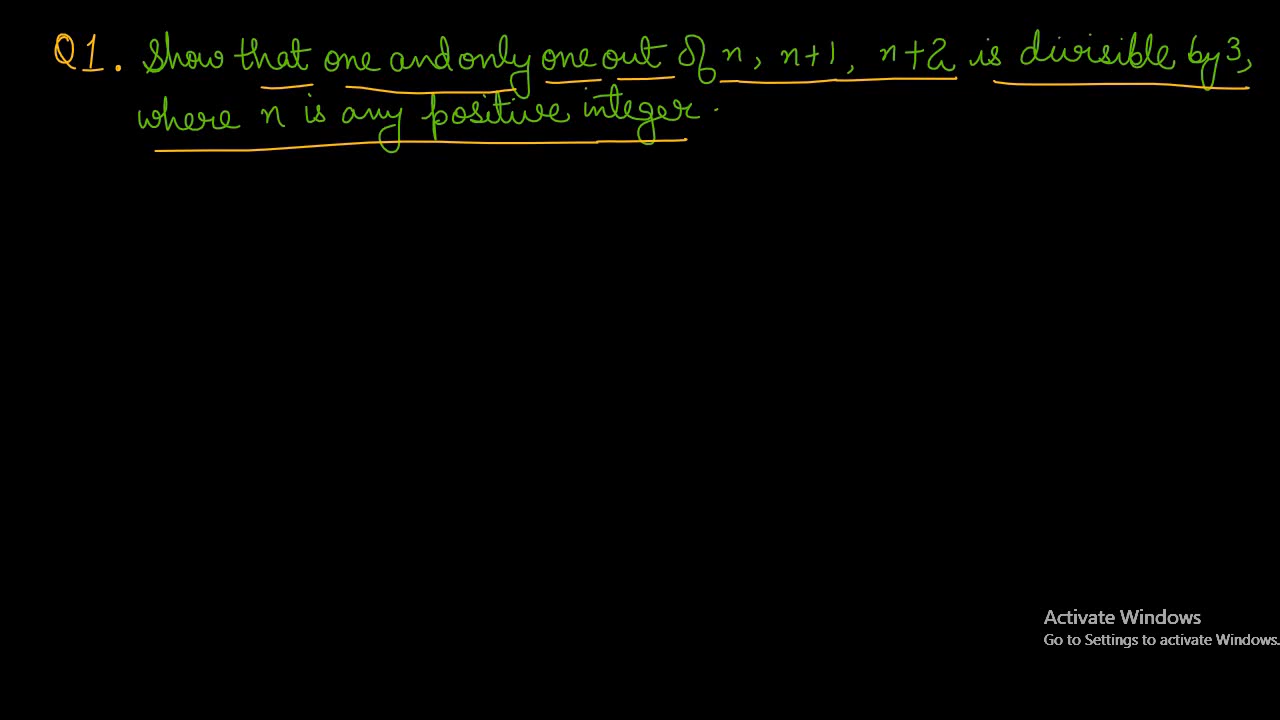 Q1. Show that one and only one out of n, n+1, n+2 is divisible by 3,
where n is any positive integer.
Activate Windows
Go to Settings to activate Windows.